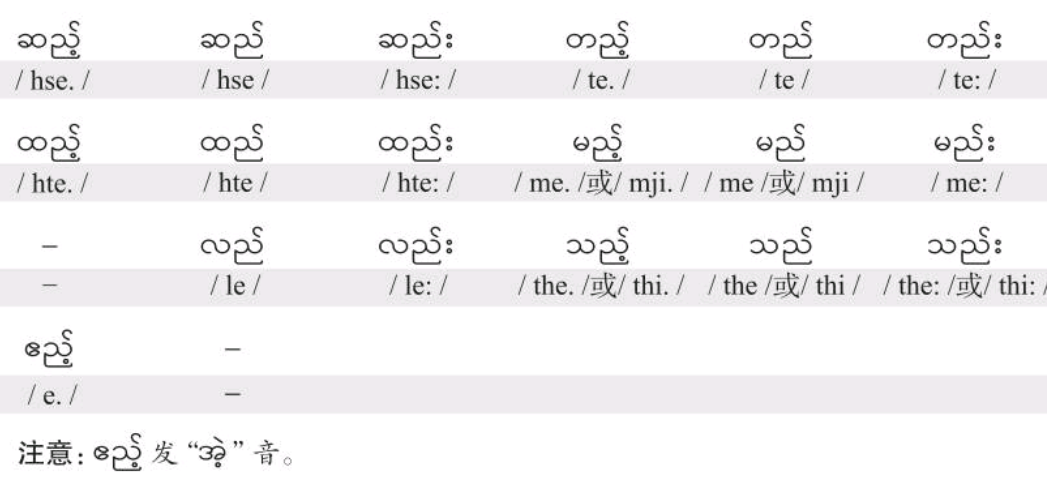 ဆည့် ဆည် ဆည်း တည့် တည် တည်း
/ hse. / / hse / / hse: / / te. / / te / / te: /
ထည့် ထည် ထည်း မည့် မည် မည်း
/ hte. / / hte / / hte: / / me. /或/ mji. / / me /或/ mji / / me: /
– လည် လည်း သည့် သည် သည်း
– / le / / le: / / the. /或/ thi. / / the /或/ thi / / the: /或/ thi: /
ဧည့် –
/ e. / –
注意: ဧည့် 发 “အဲ့” 音。